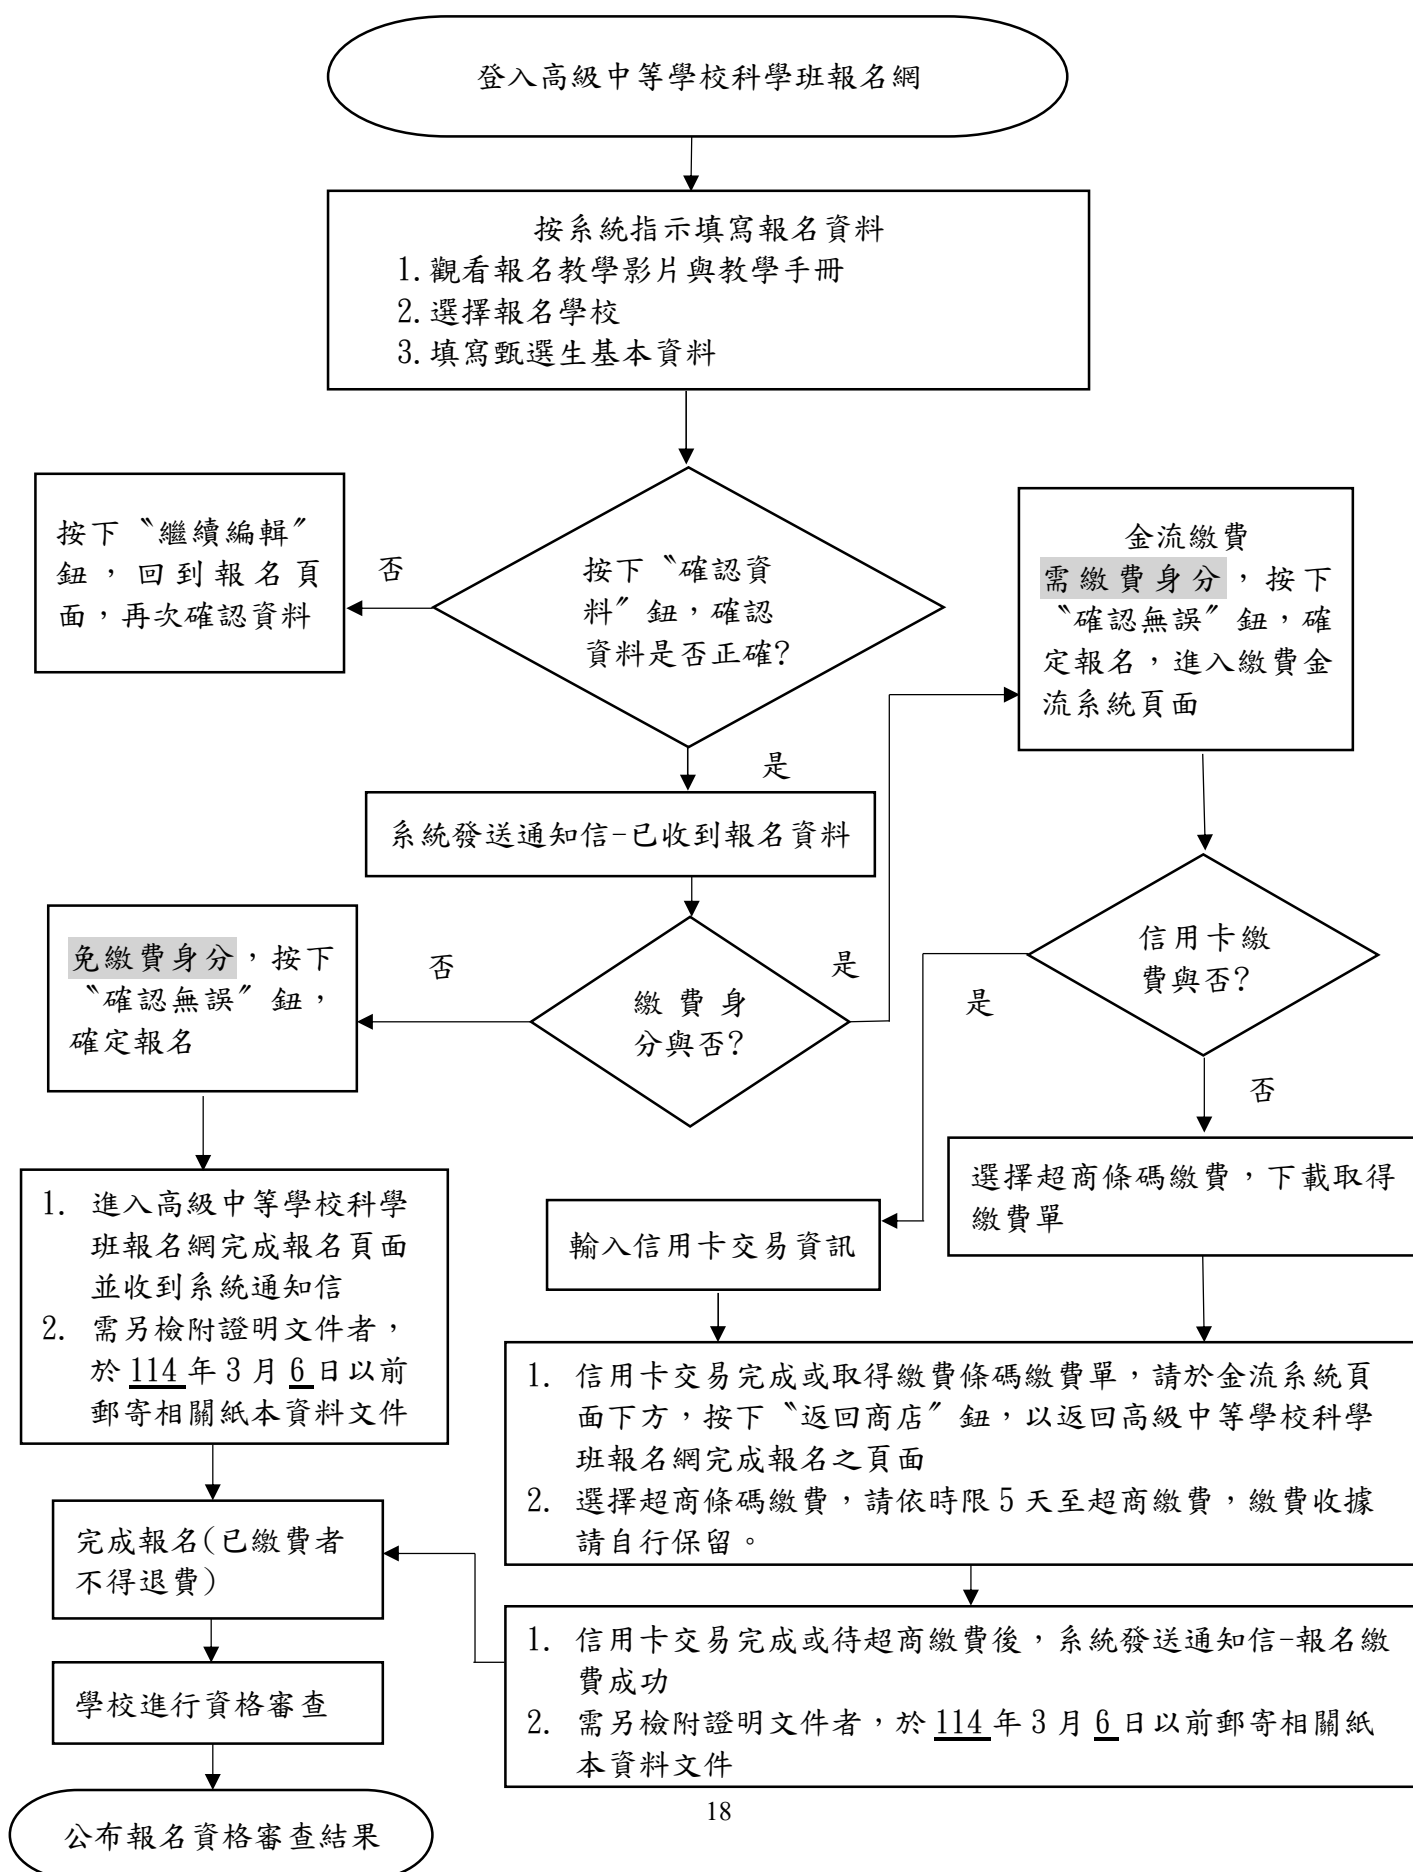 登入高級中等學校科學班報名網
按系統指示填寫報名資料
1.觀看報名教學影片與教學手冊
2.選擇報名學校
3.填寫甄選生基本資料
按下〝繼續編輯〞
鈕，回到報名頁
面，再次確認資料
否
按下〝確認資
料〞鈕，確認
資料是否正確?
是
金流繳費
需繳費身分，按下
〝確認無誤〞鈕，確
定報名，進入繳費金
流系統頁面
系統發送通知信-已收到報名資料
免繳費身分，按下
〝確認無誤〞鈕，
確定報名
否
繳費身
分與否?
是
信用卡繳
費與否?
是
否
選擇超商條碼繳費，下載取得
繳費單
輸入信用卡交易資訊
1. 進入高級中等學校科學
班報名網完成報名頁面
並收到系統通知信
2. 需另檢附證明文件者，
於 114 年 3 月 6 日以前
郵寄相關紙本資料文件
1. 信用卡交易完成或取得繳費條碼繳費單，請於金流系統頁
面下方，按下〝返回商店〞鈕，以返回高級中等學校科學
班報名網完成報名之頁面
2. 選擇超商條碼繳費，請依時限 5 天至超商繳費，繳費收據
請自行保留。
完成報名(已繳費者
不得退費)
1. 信用卡交易完成或待超商繳費後，系統發送通知信-報名繳
費成功
2. 需另檢附證明文件者，於 114 年 3 月 6 日以前郵寄相關紙
本資料文件
學校進行資格審查
公布報名資格審查結果
18